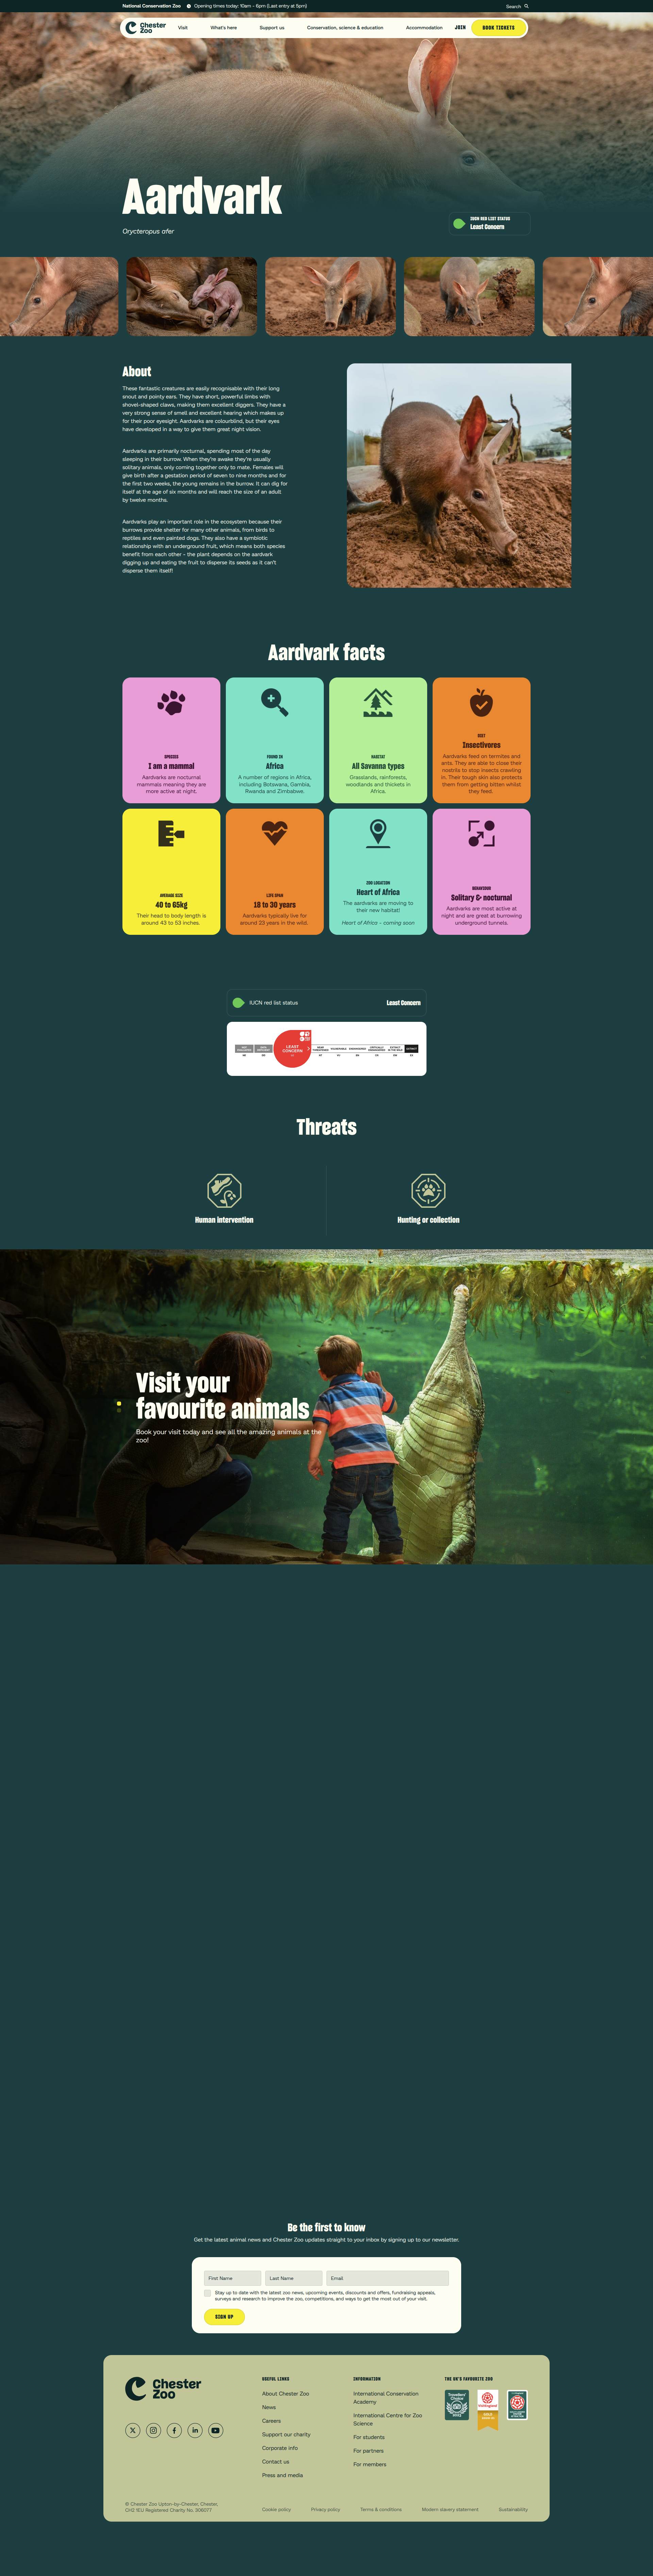 National Conservation Zoo
Opening times today: 10am - 6pm (Last entry at 5pm)
Search
Chester
Zoo
Visit
What's here
Support us
Conservation, science & education
Accommodation
JOIN
BOOK TICKETS
Aardvark
Orycteropus afer
IUCN RED LIST STATUS
Least Concern
About
These fantastic creatures are easily recognisable with their long
snout and pointy ears. They have short, powerful limbs with
shovel-shaped claws, making them excellent diggers. They have a
very strong sense of smell and excellent hearing which makes up
for their poor eyesight. Aardvarks are colourblind, but their eyes
have developed in a way to give them great night vision.
Aardvarks are primarily nocturnal, spending most of the day
sleeping in their burrow. When they're awake they're usually
solitary animals, only coming together only to mate. Females will
give birth after a gestation period of seven to nine months and for
the first two weeks, the young remains in the burrow. It can dig for
itself at the age of six months and will reach the size of an adult
by twelve months.
Aardvarks play an important role in the ecosystem because their
burrows provide shelter for many other animals, from birds to
reptiles and even painted dogs. They also have a symbiotic
relationship with an underground fruit, which means both species
benefit from each other - the plant depends on the aardvark
digging up and eating the fruit to disperse its seeds as it can't
disperse them itself!
Aardvark facts
SPECIES
I am a mammal
Aardvarks are nocturnal
mammals meaning they are
more active at night.
FOUND IN
Africa
A number of regions in Africa,
including Botswana, Gambia,
Rwanda and Zimbabwe.
HABITAT
All Savanna types
Grasslands, rainforests,
woodlands and thickets in
Africa.
DIET
Insectivores
Aardvarks feed on termites and
ants. They are able to close their
nostrils to stop insects crawling
in. Their tough skin also protects
them from getting bitten whilst
they feed.
AVERAGE SIZE
40 to 65kg
Their head to body length is
around 43 to 53 inches.
LIFE SPAN
18 to 30 years
Aardvarks typically live for
around 23 years in the wild.
ZOO LOCATION
Heart of Africa
The aardvarks are moving to
their new habitat!
Heart of Africa – coming soon
BEHAVIOUR
Solitary & nocturnal
Aardvarks are most active at
night and are great at burrowing
underground tunnels.
IUCN red list status
Least Concern
LEAST
CONCERN
NEAR
THREATENED
VULNERABLE
ENDANGERED
CRITICALLY
ENDANGERED
EXTINCT
IN THE WILD
EXTINCT
Threats
Human intervention
Hunting or collection
Visit your
favourite animals
Book your visit today and see all the amazing animals at the
zoo!
Be the first to know
Get the latest animal news and Chester Zoo updates straight to your inbox by signing up to our newsletter.
First Name
Last Name
Email
Stay up to date with the latest zoo news, upcoming events, discounts and offers, fundraising appeals,
surveys and research to improve the zoo, competitions, and ways to get the most out of your visit.
SIGN UP
Chester
Zoo
USEFUL LINKS
About Chester Zoo
News
Careers
Support our charity
Corporate info
Contact us
Press and media
INFORMATION
International Conservation
Academy
International Centre for Zoo
Science
For students
For partners
For members
THE UK'S FAVOURITE ZOO
Travellers'
Choice
© Chester Zoo Upton-by-Chester, Chester,
CH2 1EU Registered Charity No. 306077
Cookie policy
Privacy policy
Terms & conditions
Modern slavery statement
Sustainability